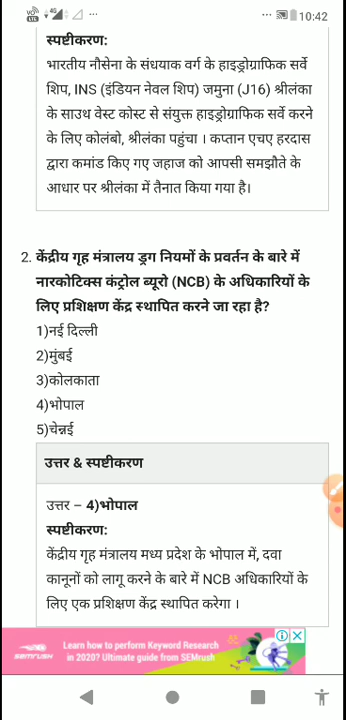 10:42
स्पष्टीकरण:
भारतीय नौसेना के संधयाक वर्ग के हाइड्रोग्राफिक सर्वे
शिप, INS (इंडियन नेवल शिप) जमुना (J16) श्रीलंका
के साउथ वेस्ट कोस्ट से संयुक्त हाइड्रोग्राफिक सर्वे करने
के लिए कोलंबो, श्रीलंका पहुंचा । कप्तान एचए हरदास
द्वारा कमांड किए गए जहाज को आपसी समझौते के
आधार पर श्रीलंका में तैनात किया गया है।
2. केंद्रीय गृह मंत्रालय ड्रग नियमों के प्रवर्तन के बारे में
नारकोटिक्स कंट्रोल ब्यूरो (NCB) के अधिकारियों के
लिए प्रशिक्षण केंद्र स्थापित करने जा रहा है?
1)नई दिल्ली
2)मुंबई
3)कोलकाता
4)भोपाल
5)चेन्नई
उत्तर & स्पष्टीकरण
उत्तर – 4)भोपाल
स्पष्टीकरण:
केंद्रीय गृह मंत्रालय मध्य प्रदेश के भोपाल में, दवा
कानूनों को लागू करने के बारे में NCB अधिकारियों के
लिए एक प्रशिक्षण केंद्र स्थापित करेगा ।
Learn how to perform Keyword Research
in 2020? Ultimate guide from SEMrush
SEMRUSH